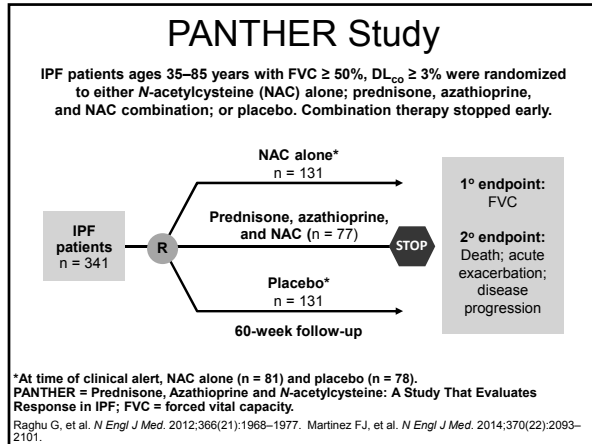 PANTHER Study
IPF patients ages 35–85 years with FVC ≥ 50%, DLco ≥ 3% were randomized
to either N-acetylcysteine (NAC) alone; prednisone, azathioprine,
and NAC combination; or placebo. Combination therapy stopped early.
IPF
patients
n = 341
R
NAC alone*
n = 131
Prednisone, azathioprine,
and NAC (n = 77)
STOP
Placebo*
n = 131
60-week follow-up
1º endpoint:
FVC
2º endpoint:
Death; acute
exacerbation;
disease
progression
*At time of clinical alert, NAC alone (n = 81) and placebo (n = 78).
PANTHER = Prednisone, Azathioprine and N-acetylcysteine: A Study That Evaluates
Response in IPF; FVC = forced vital capacity.
Raghu G, et al. N Engl J Med. 2012;366(21):1968–1977. Martinez FJ, et al. N Engl J Med. 2014;370(22):2093–
2101.